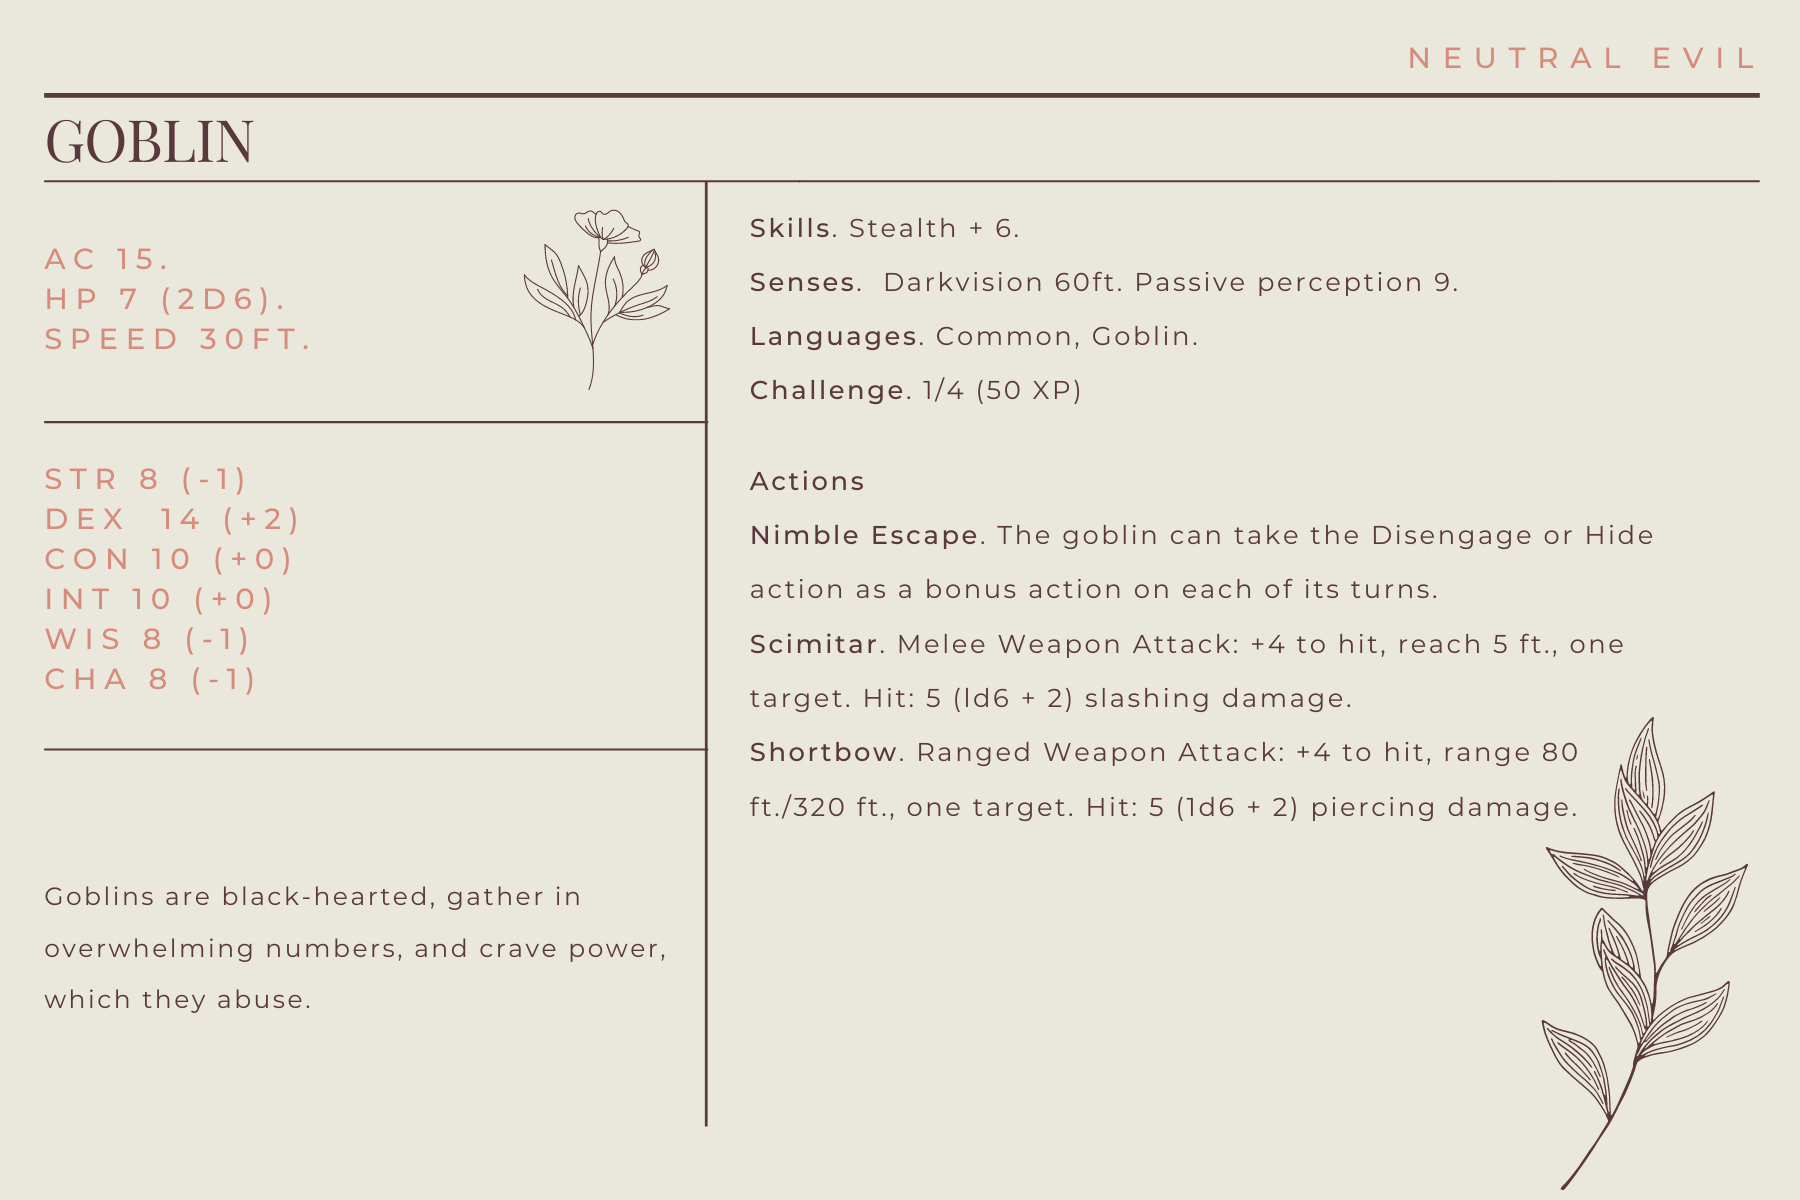 NEUTRAL EVIL
GOBLIN
AC 15.
HP 7 (2D6).
SPEED 30FT.
STR 8 (-1)
DEX  14 (+2)
CON 10 (+0)
INT 10 (+0)
WIS 8 (-1)
CHA 8 (-1)
Goblins are black-hearted, gather in
overwhelming numbers, and crave power,
which they abuse.
Skills. Stealth + 6.
Senses.  Darkvision 60ft. Passive perception 9.
Languages. Common, Goblin.
Challenge. 1/4 (50 XP)
Actions
Nimble Escape. The goblin can take the Disengage or Hide
action as a bonus action on each of its turns.
Scimitar. Melee Weapon Attack: +4 to hit, reach 5 ft., one
target. Hit: 5 (ld6 + 2) slashing damage.
Shortbow. Ranged Weapon Attack: +4 to hit, range 80
ft./320 ft., one target. Hit: 5 (1d6 + 2) piercing damage.